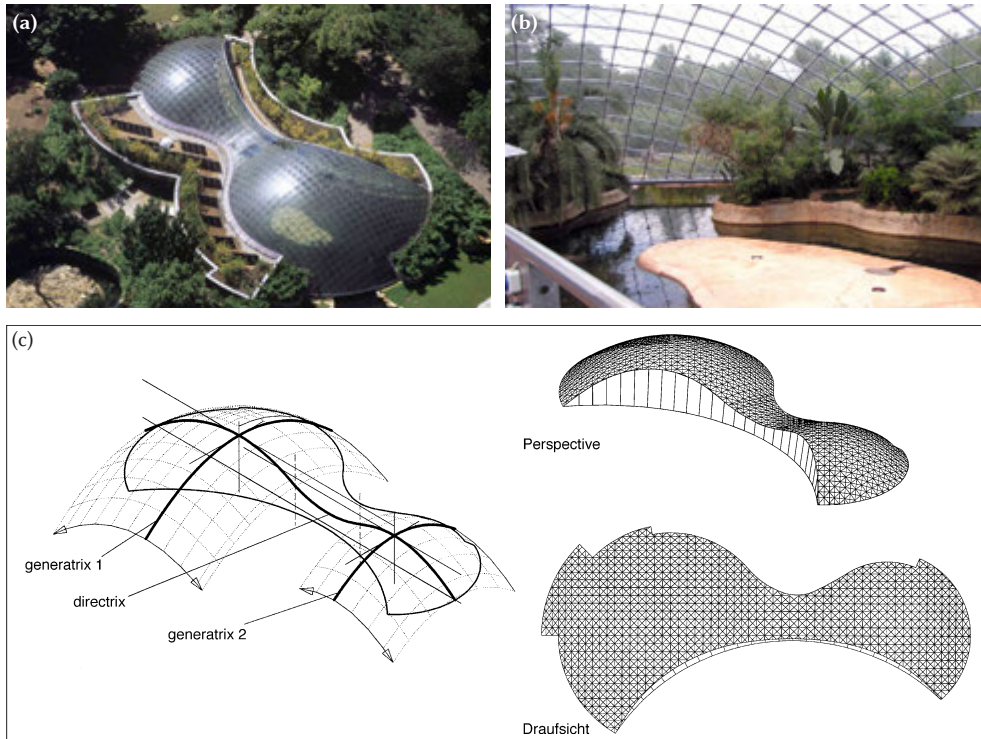 (a)
(b)
(c)
Perspective
generatrix 1
directrix
generatrix 2
Draufsicht